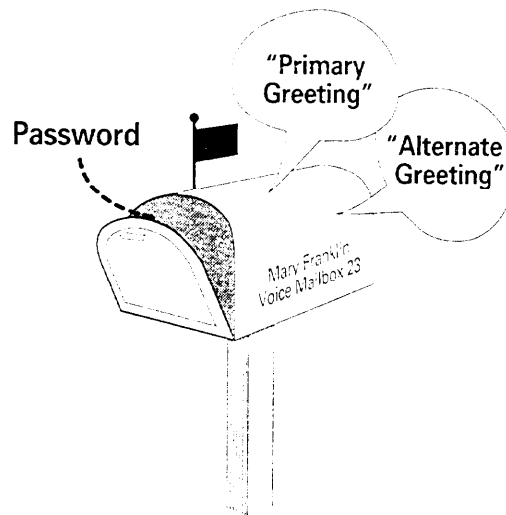 “Primary
Greeting”
Password
“Alternate
Greeting”
Mary Franklin
Voice Mailbox 23